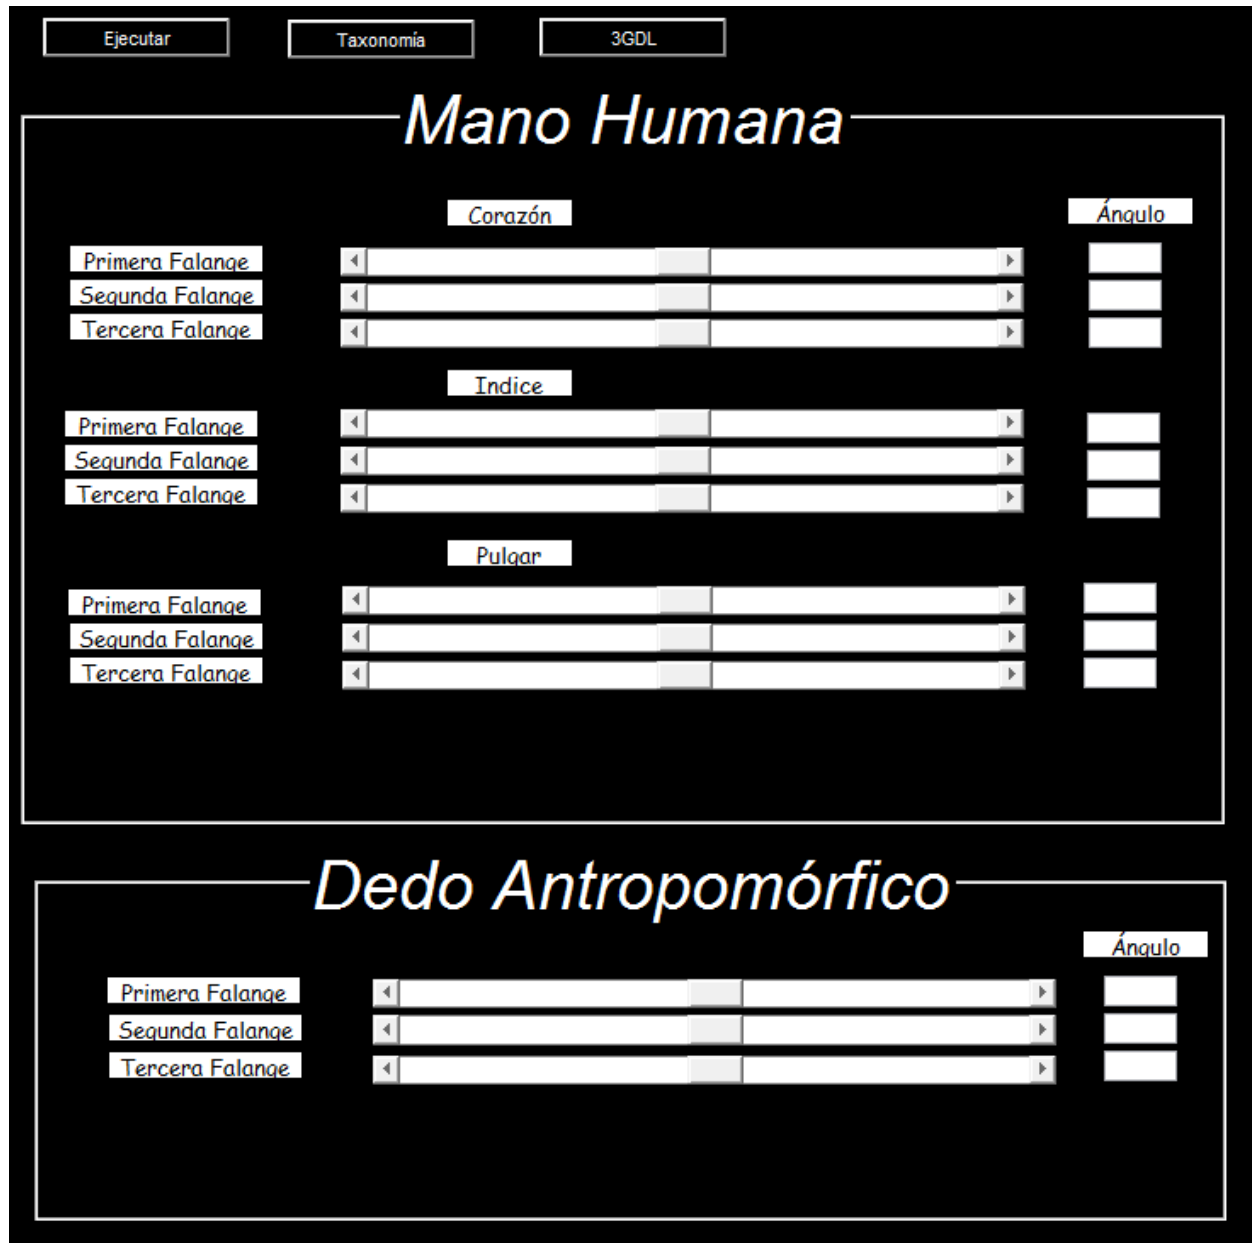 Ejecutar Taxonomía 3GDL
Mano Humana
Corazón Ángulo
Primera Falange
Segunda Falange
Tercera Falange
Indice
Primera Falange
Segunda Falange
Tercera Falange
Pulgar
Primera Falange
Segunda Falange
Tercera Falange
Dedo Antropomórfico
Ángulo
Primera Falange
Segunda Falange
Tercera Falange